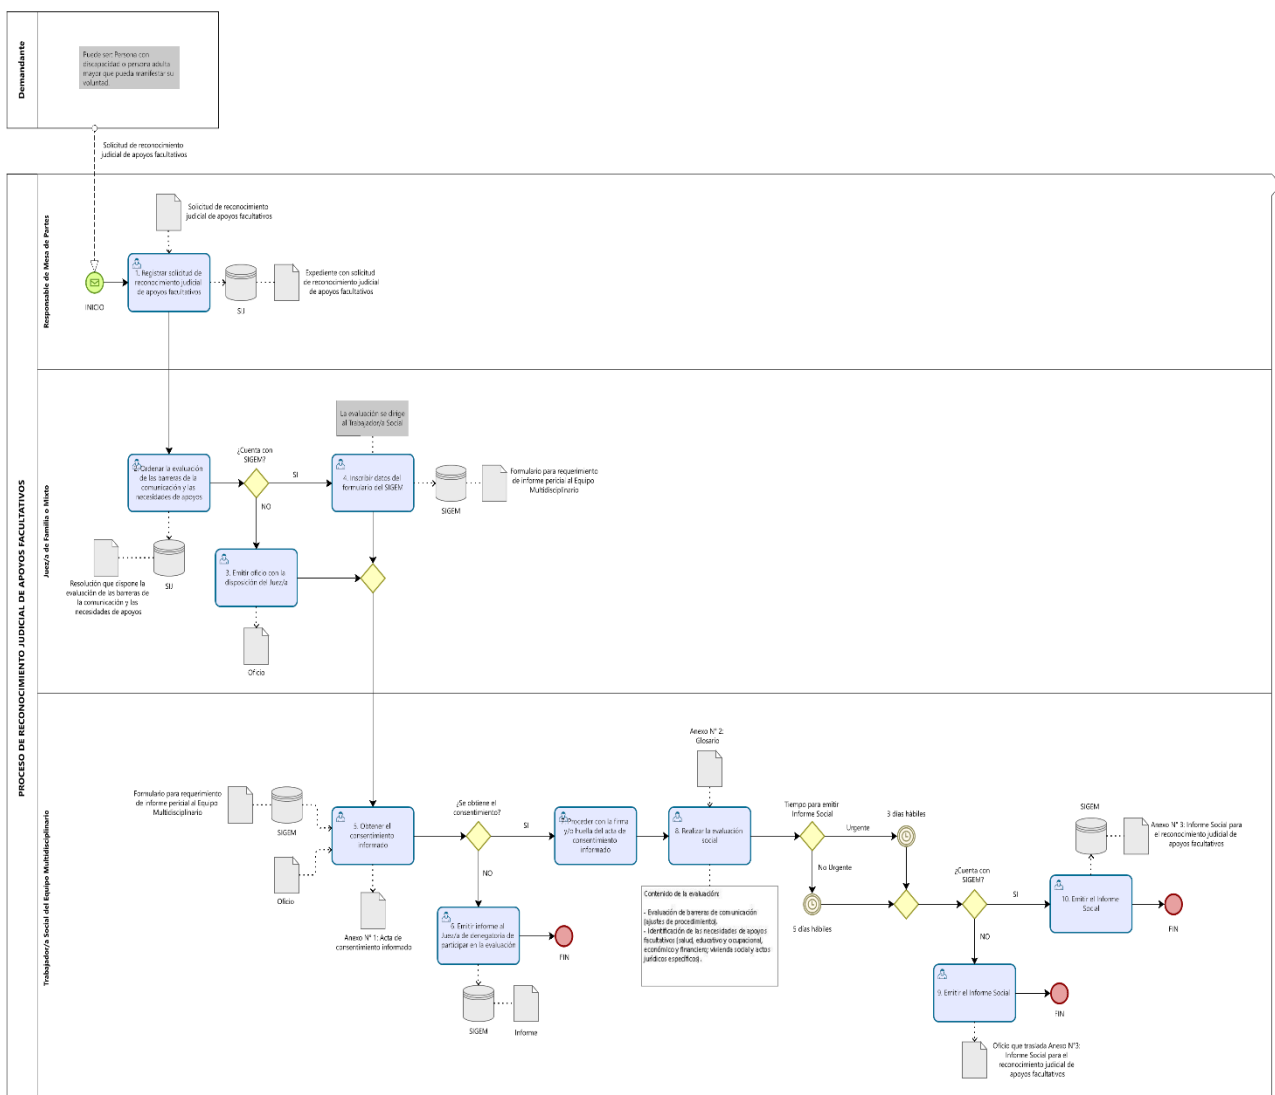 Demandante
Puede ser: Persona con
discapacidad o persona adulta
mayor que pueda manifestar su
voluntad.
Solicitud de reconocimiento
judicial de apoyos facultativos
PROCESO DE RECONOCIMIENTO JUDICIAL DE APOYOS FACULTATIVOS
Responsable de Mesa de Partes
Solicitud de reconocimiento
judicial de apoyos facultativos
INICIO
1. Registrar solicitud de
reconocimiento judicial
de apoyos facultativos
SIJ
Expediente con solicitud
de reconocimiento judicial
de apoyos facultativos
Juez/a de Familia o Mixto
La evaluación se dirige
al Trabajador/a Social
2. Ordenar la evaluación
de las barreras de la
comunicación y las
necesidades de apoyos
¿Cuenta con
SIGEM?
SI
NO
4. Inscribir datos del
formulario del SIGEM
SIGEM
Formulario para requerimiento
de informe pericial al Equipo
Multidisciplinario
SIJ
Resolución que dispone la
evaluación de las barreras de
la comunicación y las
necesidades de apoyos
3. Emitir oficio con la
disposición del Juez/a
Oficio
Trabajador/a Social del Equipo Multidisciplinario
Formulario para requerimiento
de informe pericial al Equipo
Multidisciplinario
SIGEM
Oficio
5. Obtener el
consentimiento
informado
Anexo N° 1: Acta de
consentimiento informado
¿Se obtiene el
consentimiento?
SI
NO
6. Emitir informe al
Juez/a de denegatoria de
participar en la evaluación
FIN
SIGEM
Informe
7. Proceder con la firma
y/o huella del acta de
consentimiento informado
Anexo N° 2:
Glosario
8. Realizar la evaluación
social
Contenido de la evaluación:
- Evaluación de barreras de comunicación
(ajustes de procedimiento).
- Identificación de las necesidades de apoyos
facultativos (salud, educativo y ocupacional,
económico y financiero; vivienda social y actos
jurídicos específicos).
Tiempo para emitir
Informe Social
Urgente
3 días hábiles
No Urgente
5 días hábiles
¿Cuenta con
SIGEM?
SI
NO
SIGEM
Anexo N° 3: Informe Social para
el reconocimiento judicial de
apoyos facultativos
10. Emitir el Informe
Social
FIN
9. Emitir el Informe Social
FIN
Oficio que traslada Anexo N°3:
Informe Social para el
reconocimiento judicial de
apoyos facultativos